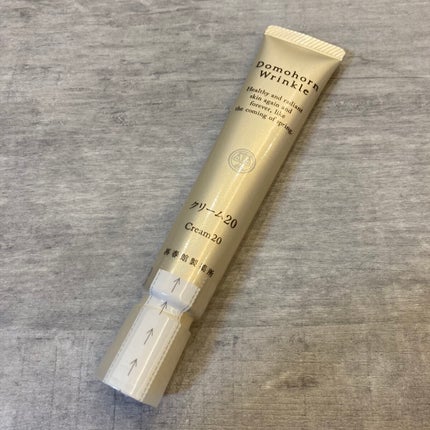 Domohorn
Wrinkle
Healthy and radiant
skin again and
forever, like
the coming of spring.
クリーム20
Cream 20
再春館製薬所